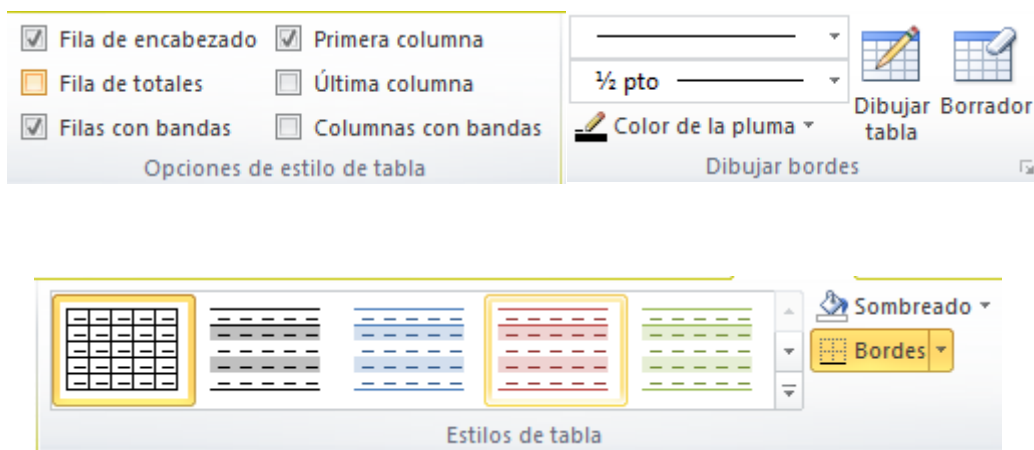 Fila de encabezado Primera columna
Fila de totales Última columna
Filas con bandas Columnas con bandas
Opciones de estilo de tabla
½ pto
Color de la pluma
Dibujar tabla
Borrador
Dibujar bordes
Sombreado
Bordes
Estilos de tabla